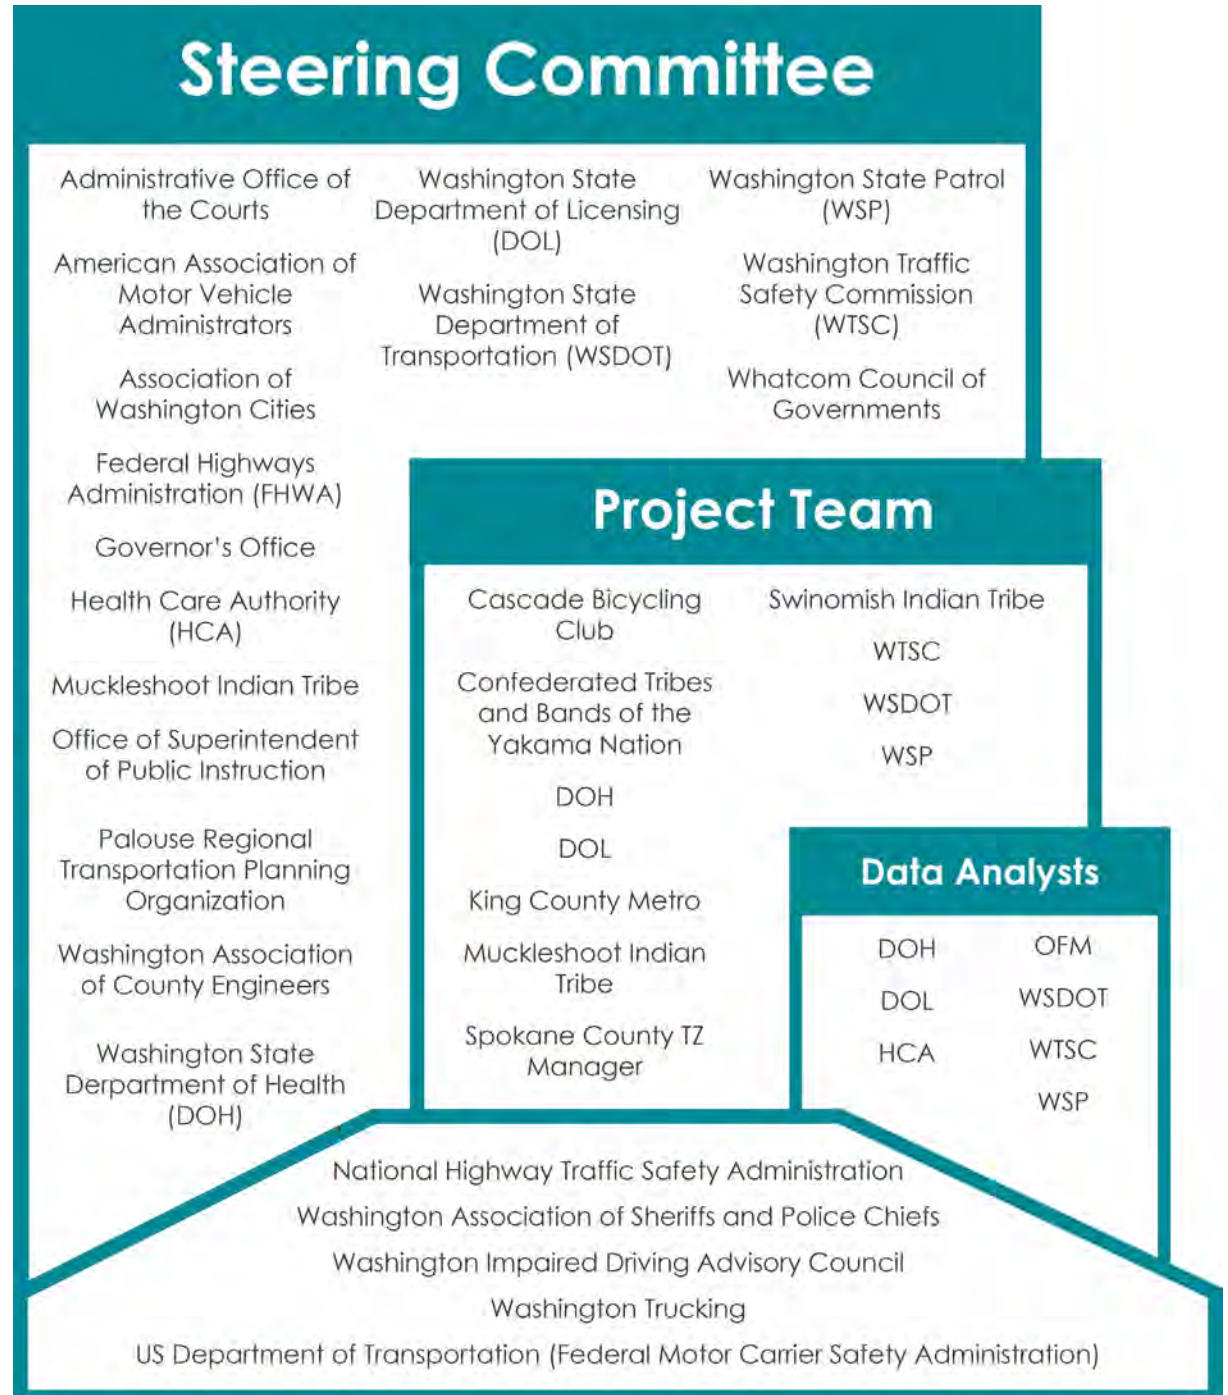 Steering Committee
Administrative Office of
the Courts
American Association of
Motor Vehicle
Administrators
Association of
Washington Cities
Federal Highways
Administration (FHWA)
Governor's Office
Health Care Authority
(HCA)
Muckleshoot Indian Tribe
Office of Superintendent
of Public Instruction
Palouse Regional
Transportation Planning
Organization
Washington Association
of County Engineers
Washington State
Derpartment of Health
(DOH)
Washington State
Department of Licensing
(DOL)
Washington State
Department of
Transportation (WSDOT)
Washington State Patrol
(WSP)
Washington Traffic
Safety Commission
(WTSC)
Whatcom Council of
Governments
Project Team
Cascade Bicycling
Club
Confederated Tribes
and Bands of the
Yakama Nation
DOH
DOL
King County Metro
Muckleshoot Indian
Tribe
Spokane County TZ
Manager
Swinomish Indian Tribe
WTSC
WSDOT
WSP
Data Analysts
DOH
DOL
HCA
OFM
WSDOT
WTSC
WSP
National Highway Traffic Safety Administration
Washington Association of Sheriffs and Police Chiefs
Washington Impaired Driving Advisory Council
Washington Trucking
US Department of Transportation (Federal Motor Carrier Safety Administration)